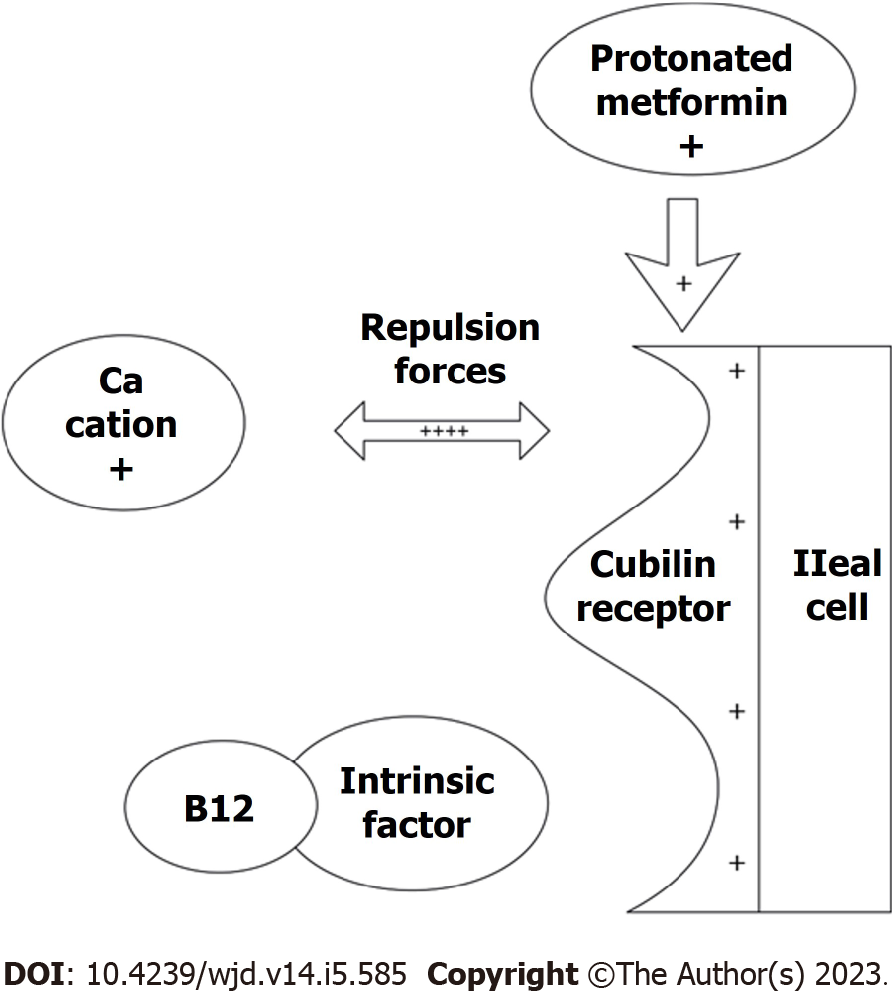 Protonated
metformin
+
+
Repulsion
forces
++++
Ca
cation
+
+
+
Cubilin
receptor
IIeal
cell
+
+
B12
Intrinsic
factor
DOI: 10.4239/wjd.v14.i5.585 Copyright ©The Author(s) 2023.